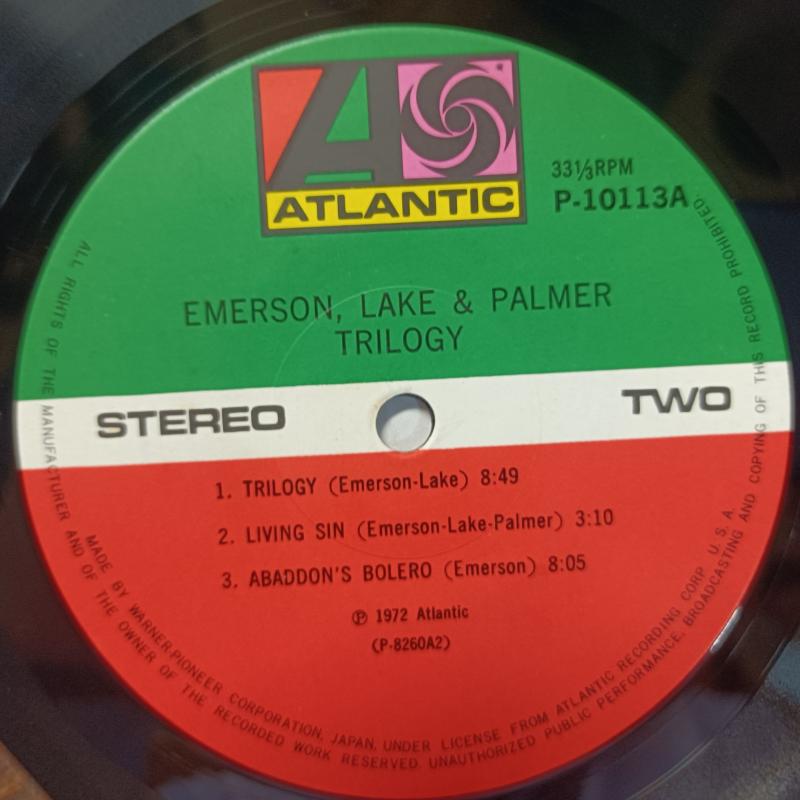 ATLANTIC
33⅓RPM
P-10113A
EMERSON, LAKE & PALMER
TRILOGY
STEREO
TWO
1. TRILOGY (Emerson-Lake) 8:49
2. LIVING SIN (Emerson-Lake-Palmer) 3:10
3. ABADDON'S BOLERO (Emerson) 8:05
℗ 1972 Atlantic
(P-8260A2)
MADE BY WARNER-PIONEER CORPORATION, JAPAN, UNDER LICENSE FROM ATLANTIC RECORDING CORP. U.S.A.
ALL RIGHTS OF THE MANUFACTURER AND OF THE OWNER OF THE RECORDED WORK RESERVED. UNAUTHORIZED PUBLIC PERFORMANCE, BROADCASTING AND COPYING OF THIS RECORD PROHIBITED.